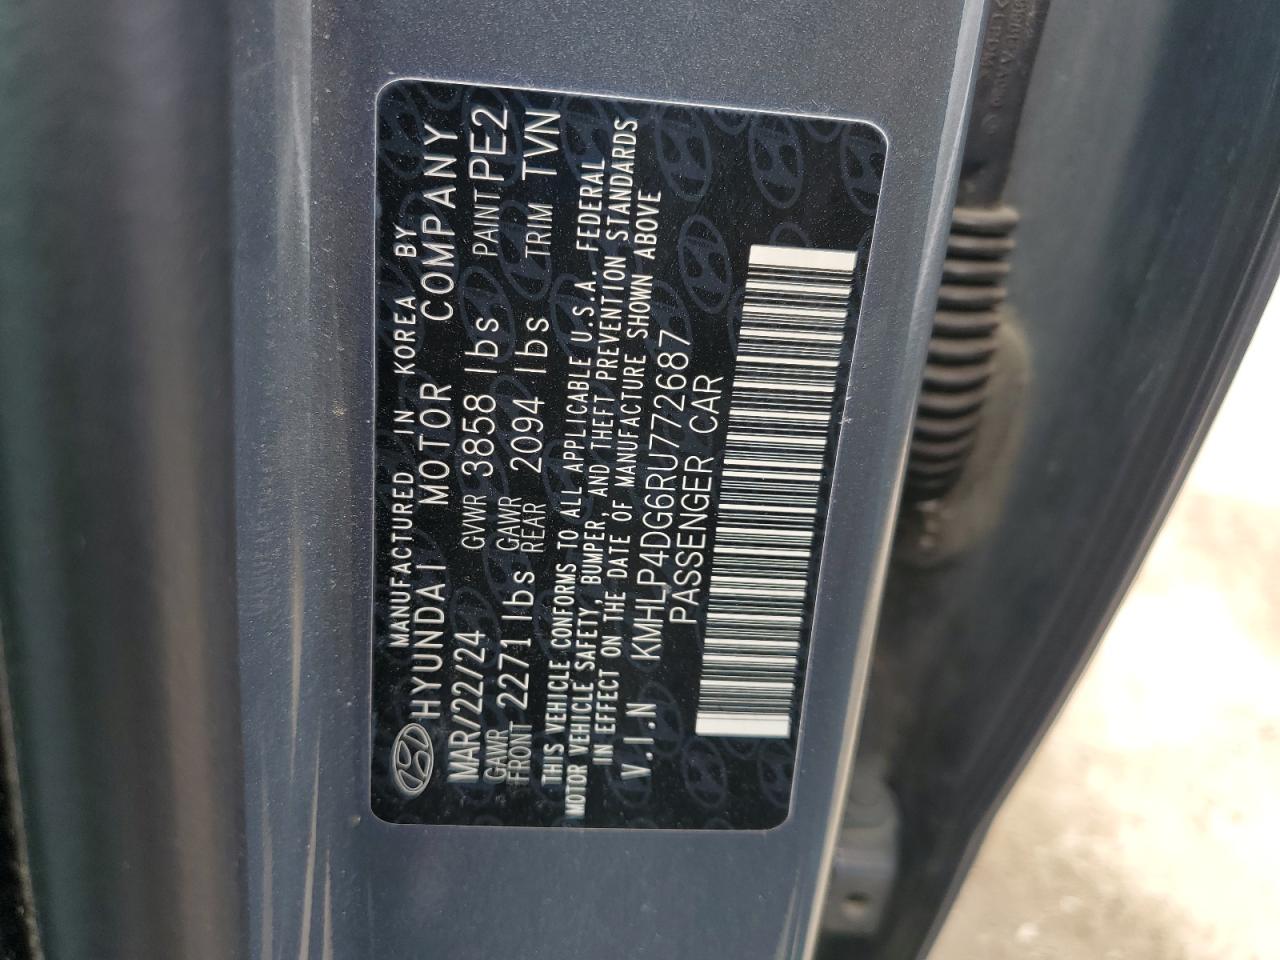 MANUFACTURED IN KOREA BY
HYUNDAI MOTOR COMPANY
MAR/22/24 GVWR 3858 lbs PAINT PE2
GAWR FRONT 2271 lbs GAWR REAR 2094 lbs TRIM TVN
THIS VEHICLE CONFORMS TO ALL APPLICABLE U.S.A. FEDERAL
MOTOR VEHICLE SAFETY, BUMPER, AND THEFT PREVENTION STANDARDS
IN EFFECT ON THE DATE OF MANUFACTURE SHOWN ABOVE
V.I.N KMHLP4DG6RU772687
PASSENGER CAR